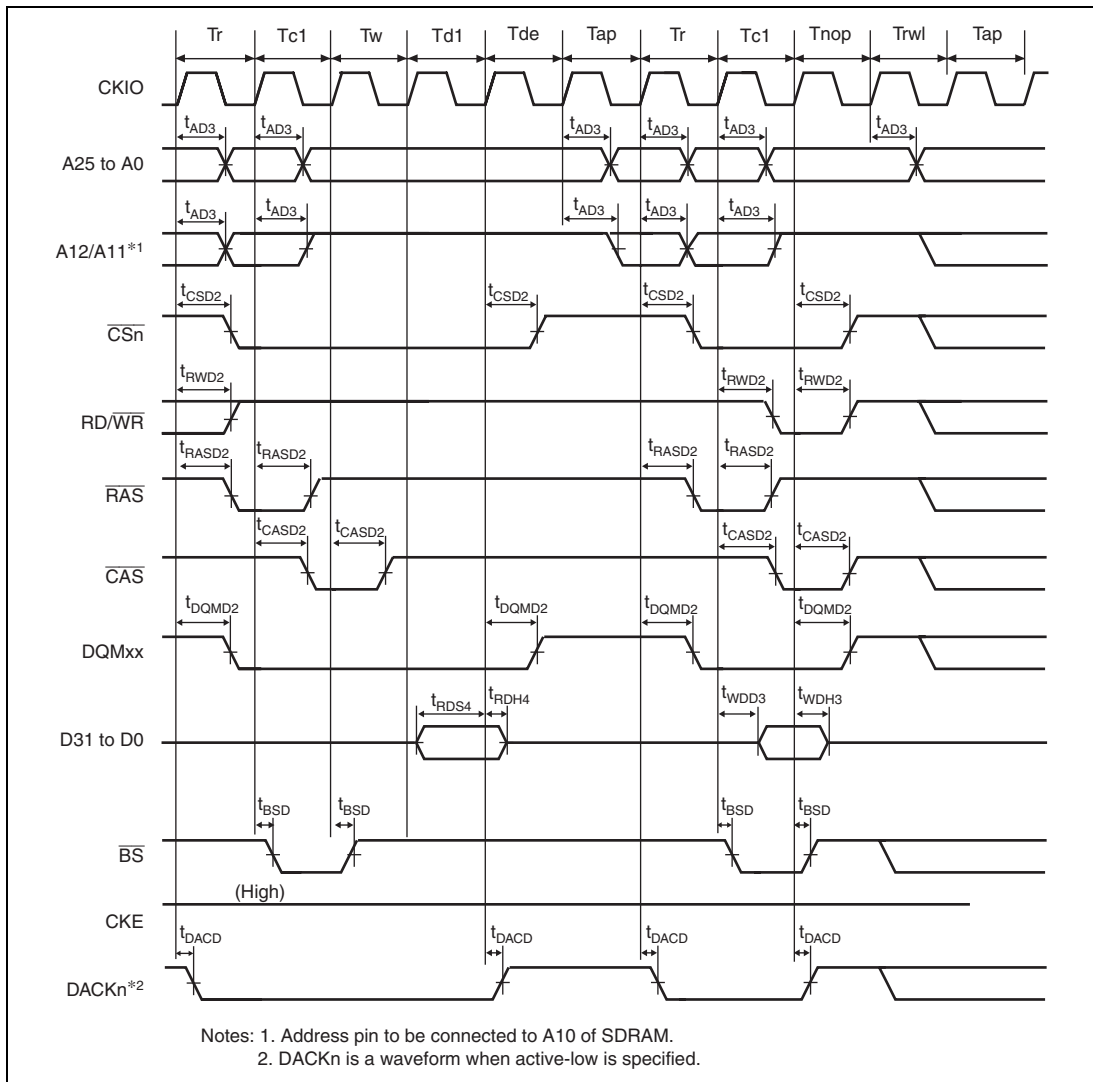 Tr Tc1 Tw Td1 Tde Tap Tr Tc1 Tnop Trwl Tap
CKIO
tAD3 tAD3 tAD3 tAD3 tAD3 tAD3
A25 to A0
tAD3 tAD3 tAD3 tAD3 tAD3
A12/A11*1
tCSD2 tCSD2 tCSD2 tCSD2
CSn
tRWD2 tRWD2 tRWD2
RD/WR
tRASD2 tRASD2 tRASD2 tRASD2
RAS
tCASD2 tCASD2 tCASD2 tCASD2
CAS
tDQMD2 tDQMD2 tDQMD2 tDQMD2
DQMxx
tRDS4 tRDH4 tWDD3 tWDH3
D31 to D0
tBSD tBSD tBSD tBSD
BS
(High)
CKE
tDACD tDACD tDACD tDACD
DACKn*2
Notes: 1. Address pin to be connected to A10 of SDRAM.
2. DACKn is a waveform when active-low is specified.